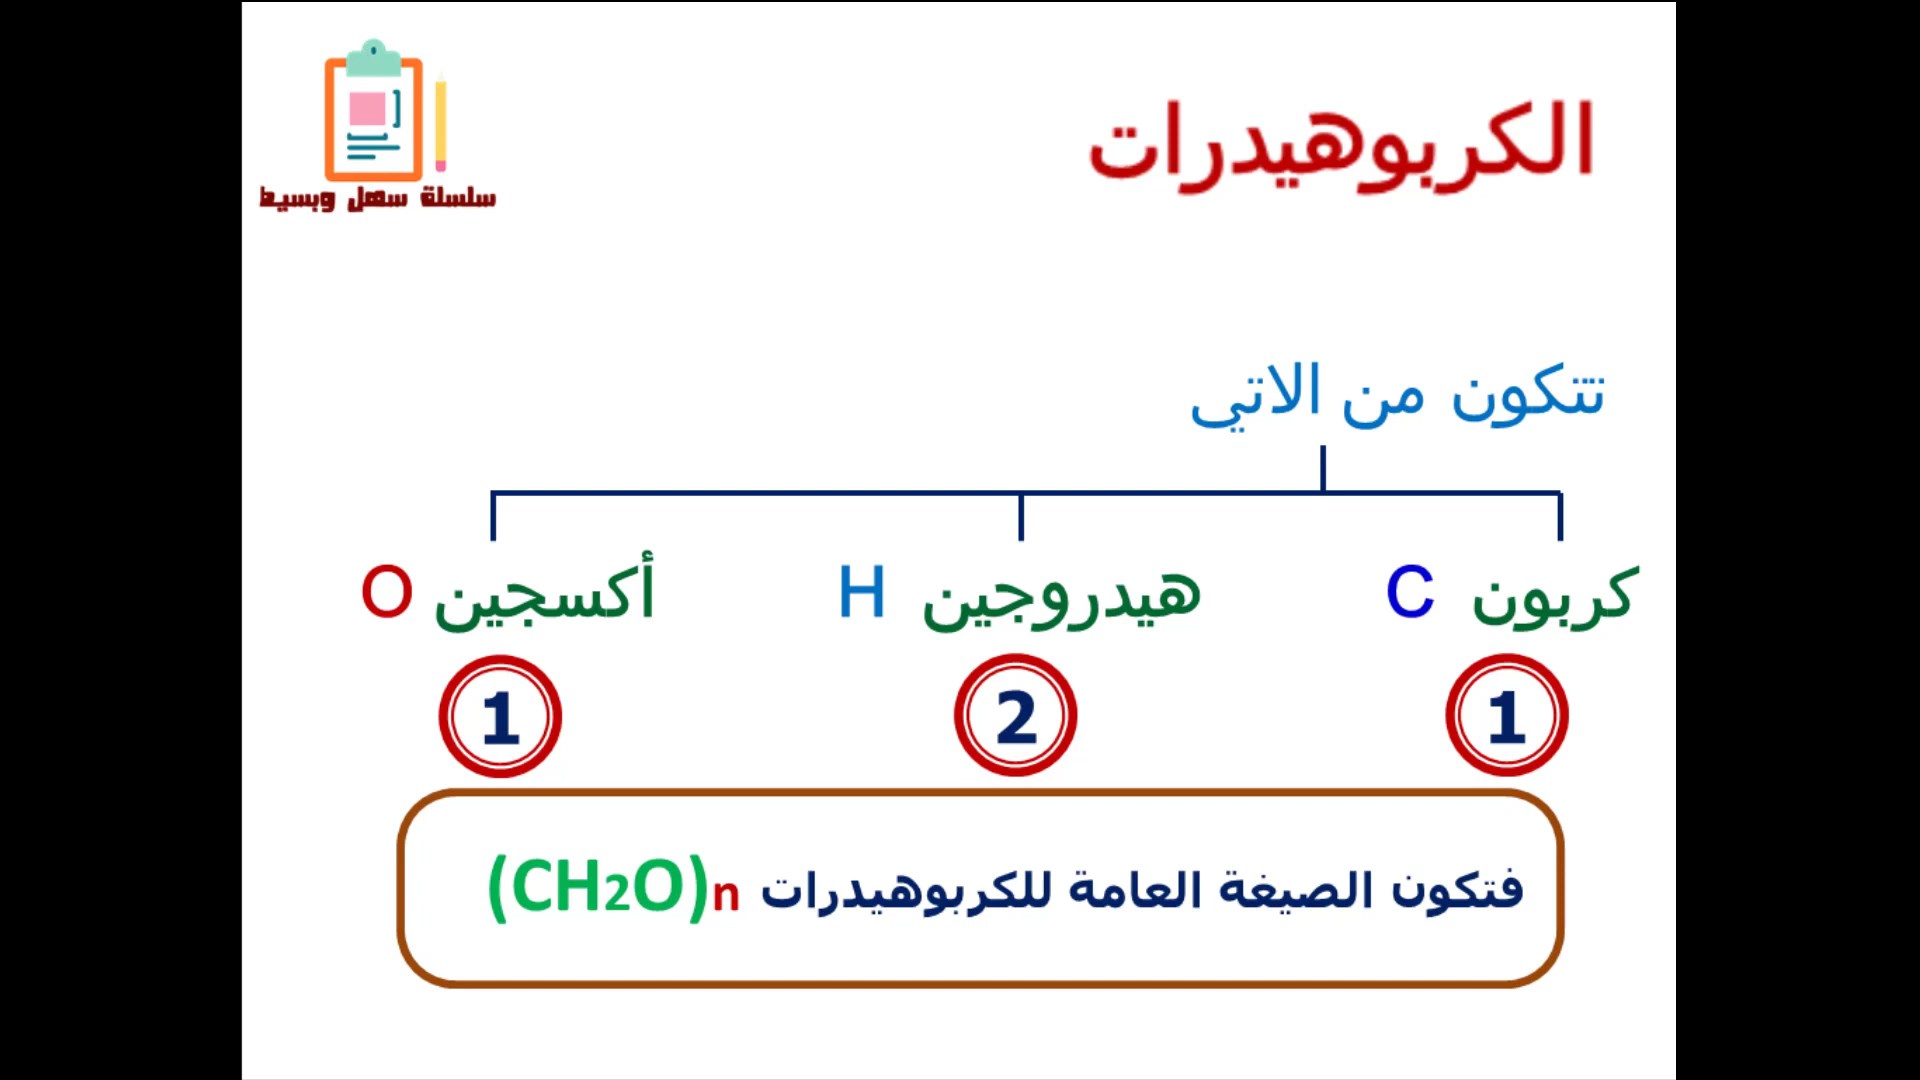 الكربوهيدرات
سلسلة سهل وبسيط
تتكون من الاتي
كربون C هيدروجين H أكسجين O
1 2 1
فتكون الصيغة العامة للكربوهيدرات (CH2O)n